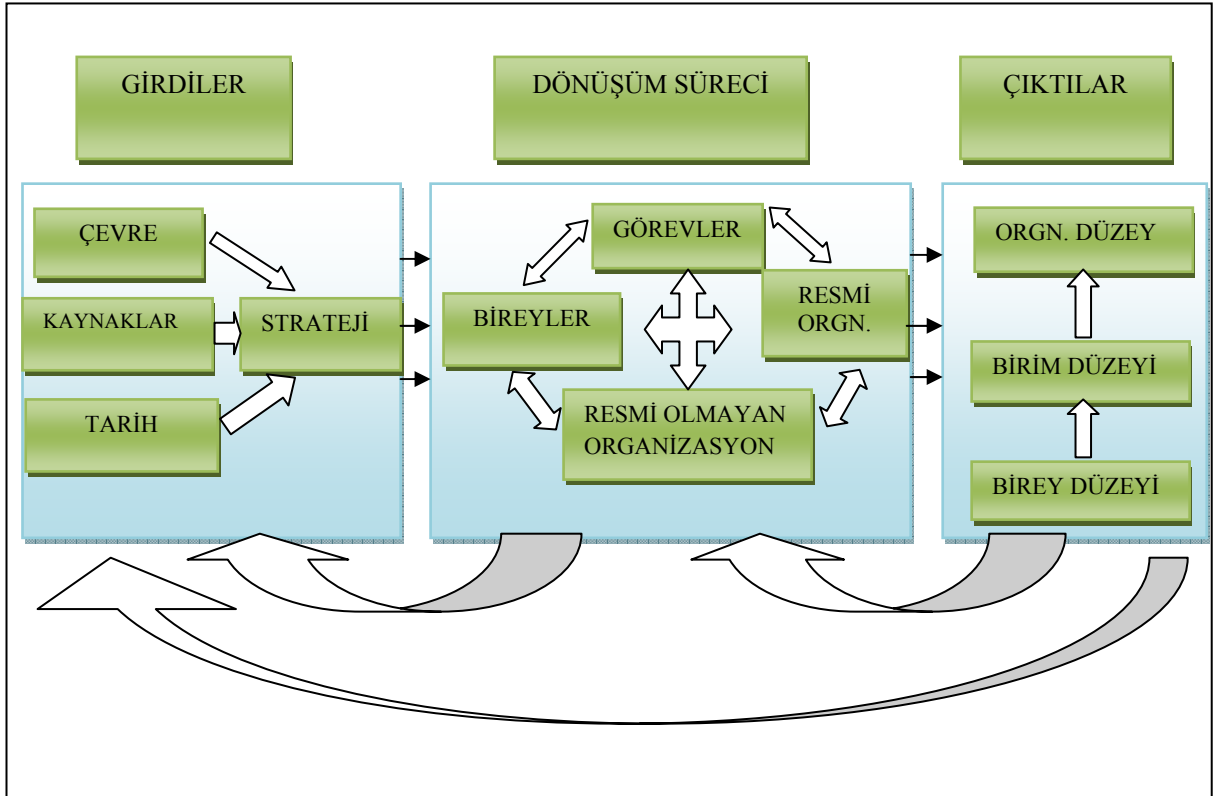 GİRDİLER
DÖNÜŞÜM SÜRECİ
ÇIKTILAR
ÇEVRE
KAYNAKLAR
STRATEJİ
TARİH
GÖREVLER
BİREYLER
RESMİ
ORGN.
RESMİ OLMAYAN
ORGANİZASYON
ORGN. DÜZEY
BİRİM DÜZEYİ
BİREY DÜZEYİ